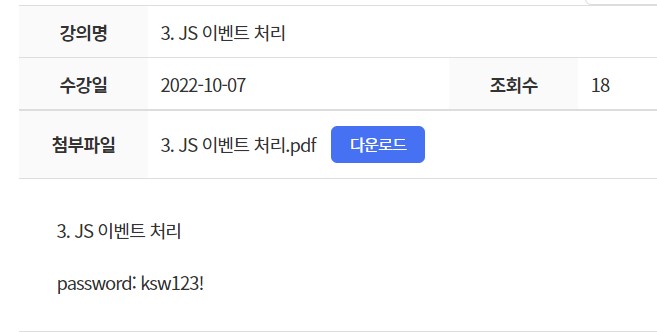 강의명 3. JS 이벤트 처리
수강일 2022-10-07 조회수 18
첨부파일 3. JS 이벤트 처리.pdf 다운로드
3. JS 이벤트 처리
password: ksw123!